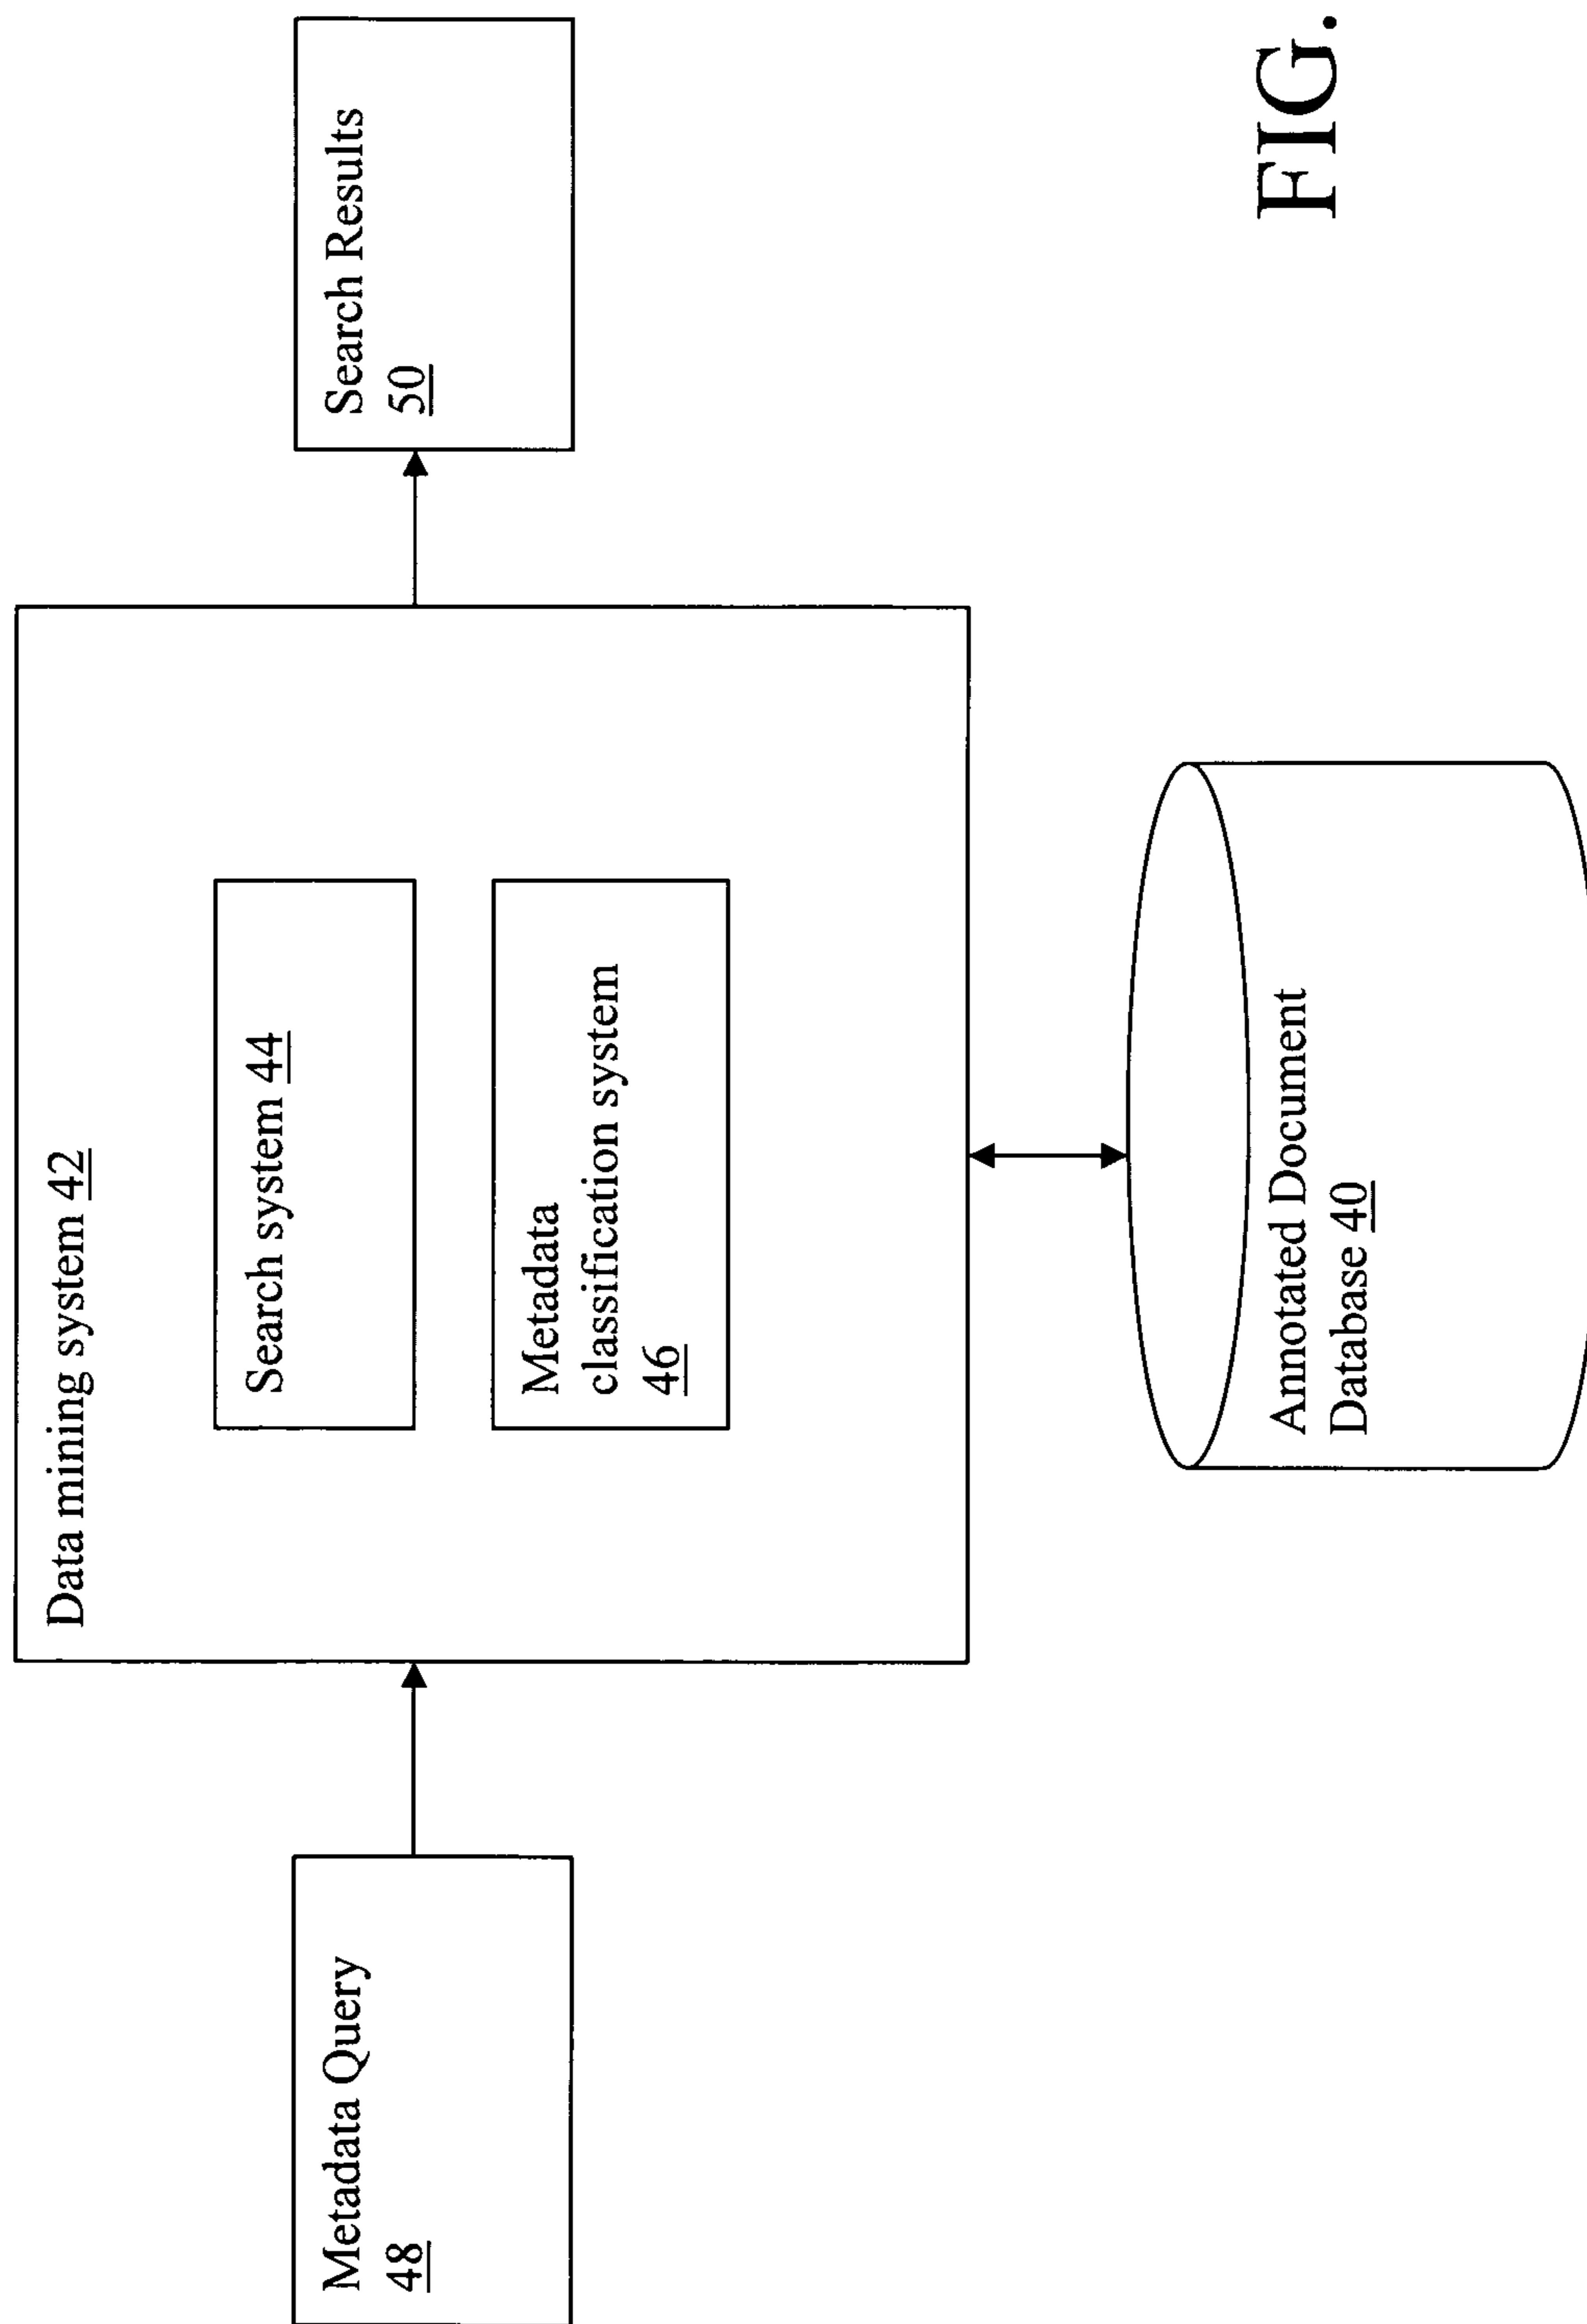 Data mining system 42
Search system 44
Metadata
classification system
46
Metadata Query
48
Search Results
50
Annotated Document
Database 40
FIG.